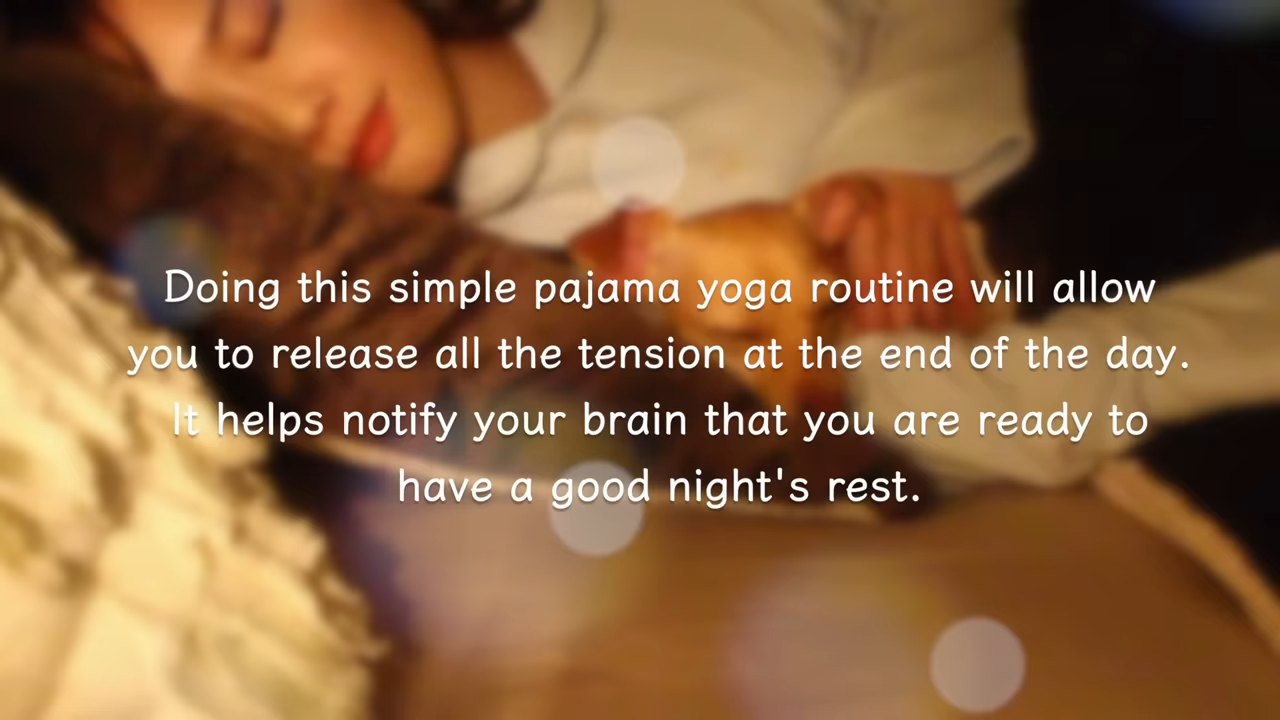 Doing this simple pajama yoga routine will allow
you to release all the tension at the end of the day.
It helps notify your brain that you are ready to
have a good night's rest.